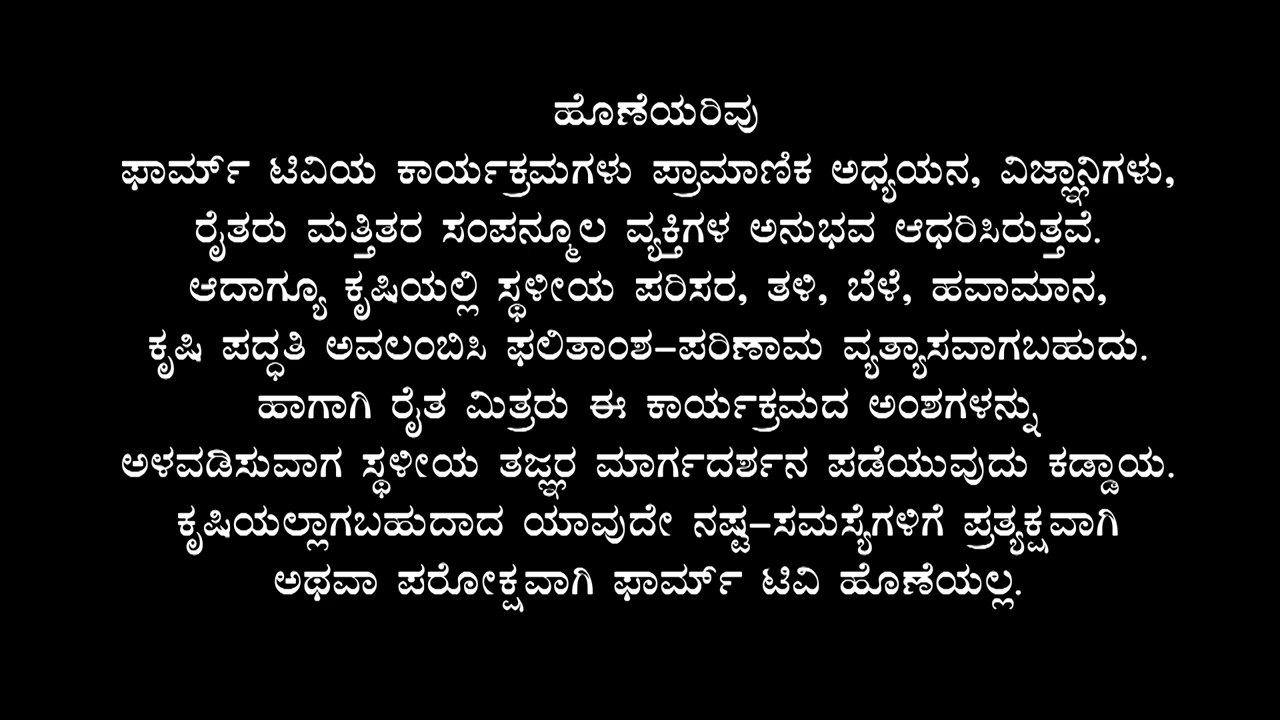 ಹೊಣೆಯರಿವು
ಫಾರ್ಮ್ ಟಿವಿಯ ಕಾರ್ಯಕ್ರಮಗಳು ಪ್ರಾಮಾಣಿಕ ಅಧ್ಯಯನ, ವಿಜ್ಞಾನಿಗಳು,
ರೈತರು ಮತ್ತಿತರ ಸಂಪನ್ಮೂಲ ವ್ಯಕ್ತಿಗಳ ಅನುಭವ ಆಧರಿಸಿರುತ್ತವೆ.
ಆದಾಗ್ಯೂ ಕೃಷಿಯಲ್ಲಿ ಸ್ಥಳೀಯ ಪರಿಸರ, ತಳಿ, ಬೆಳೆ, ಹವಾಮಾನ,
ಕೃಷಿ ಪದ್ಧತಿ ಅವಲಂಬಿಸಿ ಫಲಿತಾಂಶ–ಪರಿಣಾಮ ವ್ಯತ್ಯಾಸವಾಗಬಹುದು.
ಹಾಗಾಗಿ ರೈತ ಮಿತ್ರರು ಈ ಕಾರ್ಯಕ್ರಮದ ಅಂಶಗಳನ್ನು
ಅಳವಡಿಸುವಾಗ ಸ್ಥಳೀಯ ತಜ್ಞರ ಮಾರ್ಗದರ್ಶನ ಪಡೆಯುವುದು ಕಡ್ಡಾಯ.
ಕೃಷಿಯಲ್ಲಾಗಬಹುದಾದ ಯಾವುದೇ ನಷ್ಟ–ಸಮಸ್ಯೆಗಳಿಗೆ ಪ್ರತ್ಯಕ್ಷವಾಗಿ
ಅಥವಾ ಪರೋಕ್ಷವಾಗಿ ಫಾರ್ಮ್ ಟಿವಿ ಹೊಣೆಯಲ್ಲ.